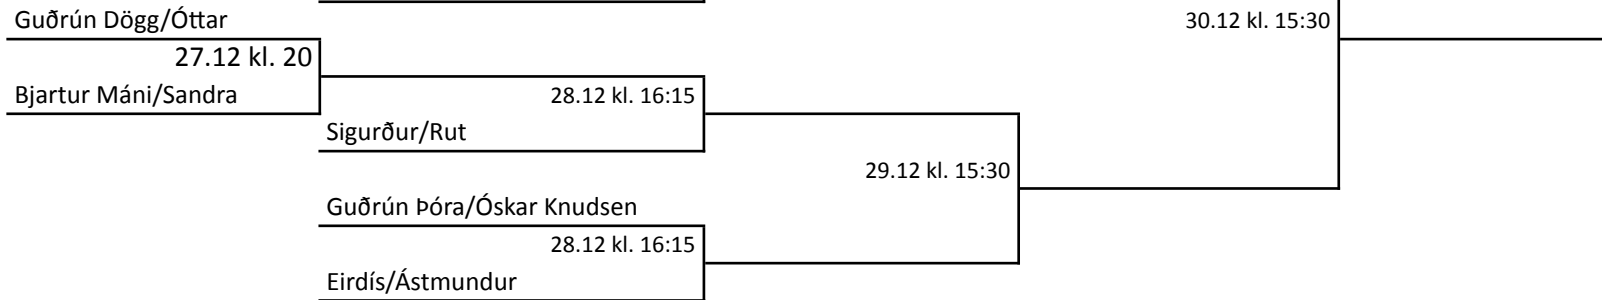 Guðrún Dögg/Óttar
30.12 kl. 15:30
27.12 kl. 20
Bjartur Máni/Sandra
28.12 kl. 16:15
Sigurður/Rut
29.12 kl. 15:30
Guðrún Þóra/Óskar Knudsen
28.12 kl. 16:15
Eirdís/Ástmundur